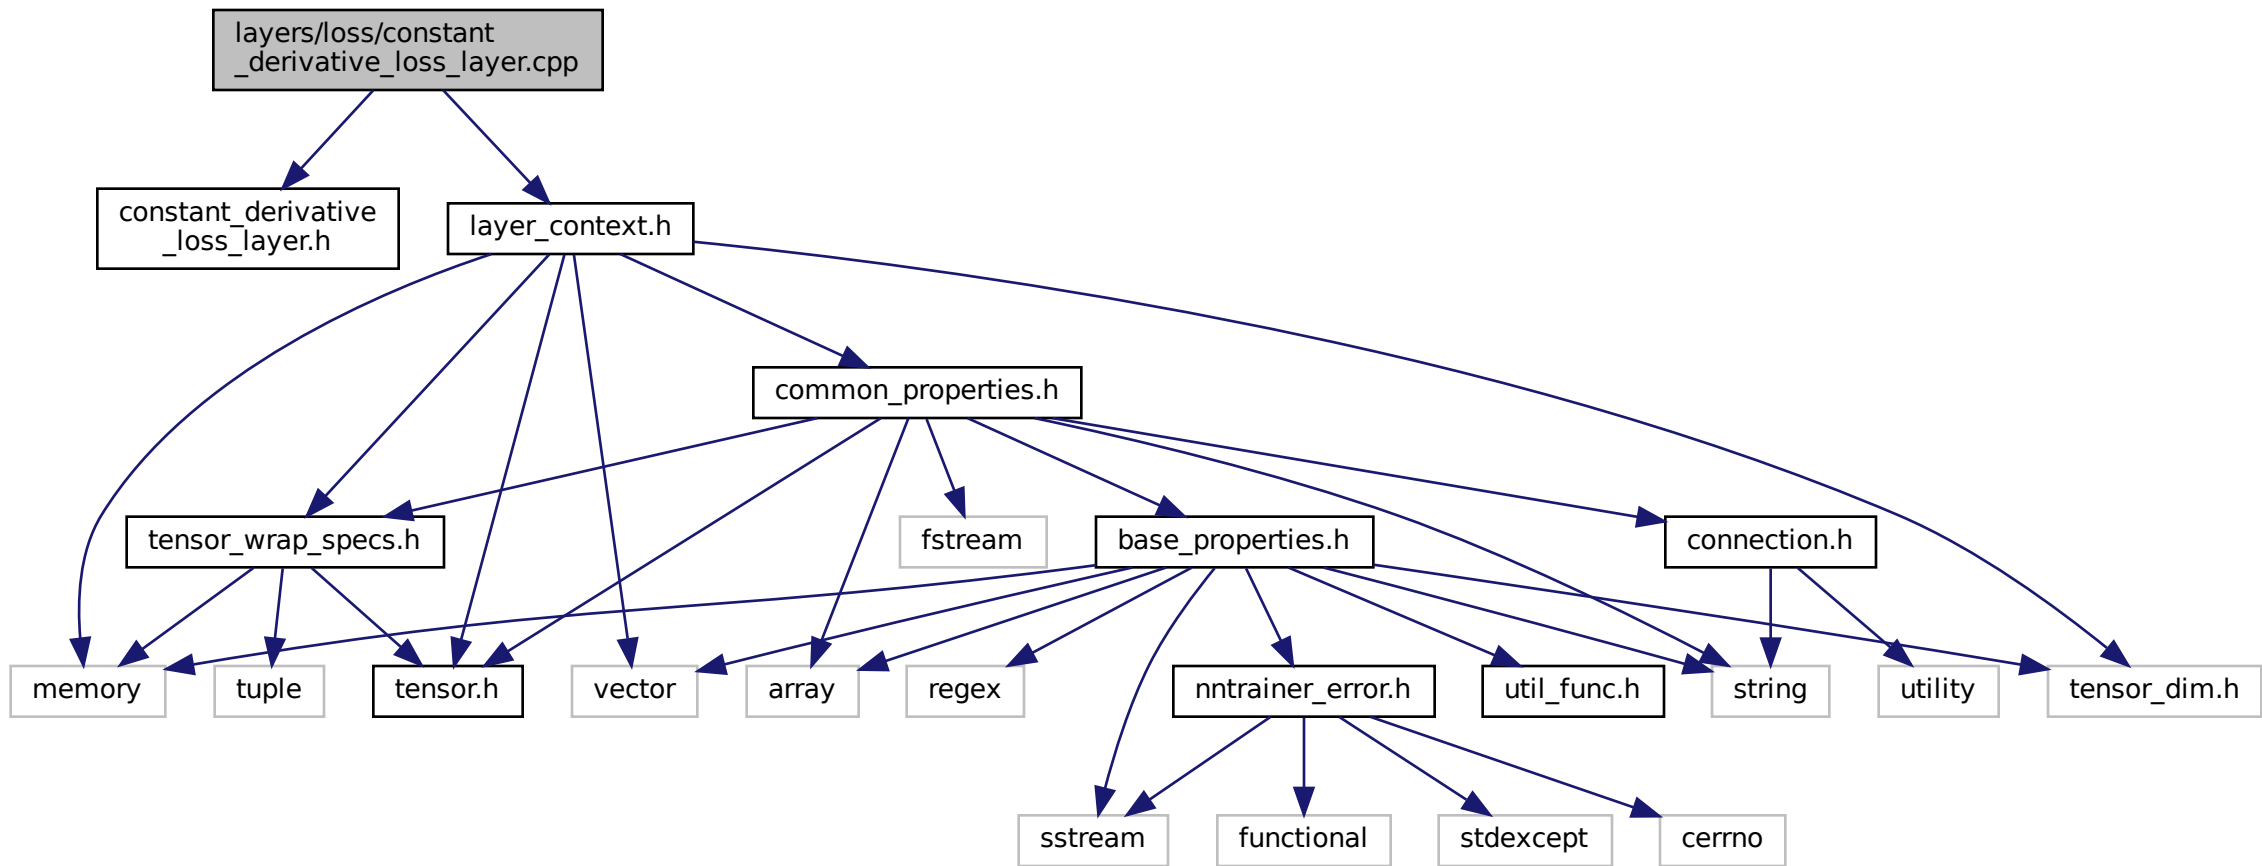 layers/loss/constant
_derivative_loss_layer.cpp
constant_derivative
_loss_layer.h
layer_context.h
common_properties.h
tensor_wrap_specs.h
fstream
base_properties.h
connection.h
memory
tuple
tensor.h
vector
array
regex
nntrainer_error.h
util_func.h
string
utility
tensor_dim.h
sstream
functional
stdexcept
cerrno